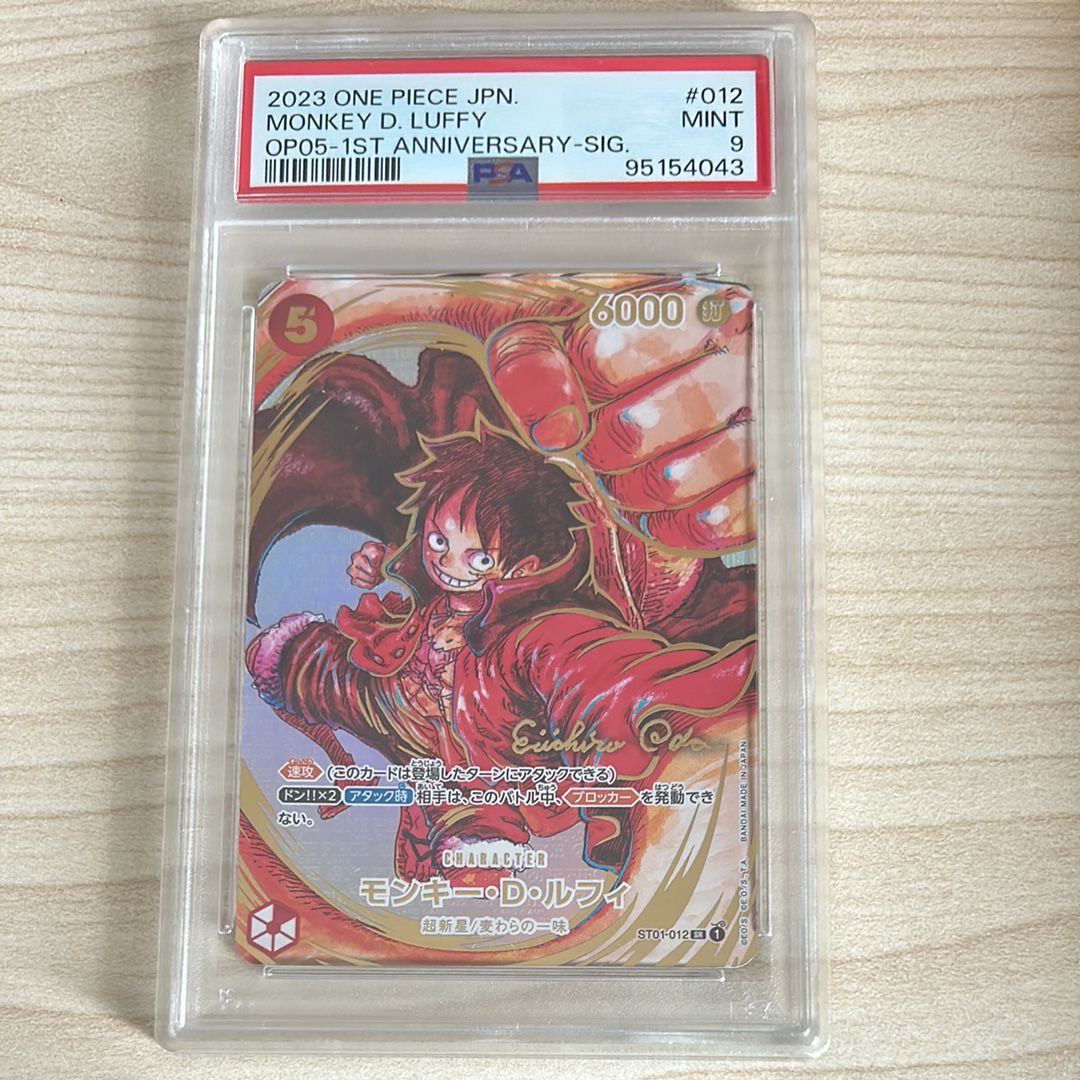 2023 ONE PIECE JPN. #012
MONKEY D. LUFFY MINT
OP05-1ST ANNIVERSARY-SIG. 9
PSA 95154043
5
6000 打
Eiichiro Oda
速攻 (このカードは登場したターンにアタックできる)
ドン!!×2 アタック時 相手は、このバトル中、ブロッカー を発動でき
ない。
CHARACTER
モンキー・D・ルフィ
超新星/麦わらの一味
ST01-012 SR 1
©E.O./S. ©E.O./S.,T.A. BANDAI MADE IN JAPAN